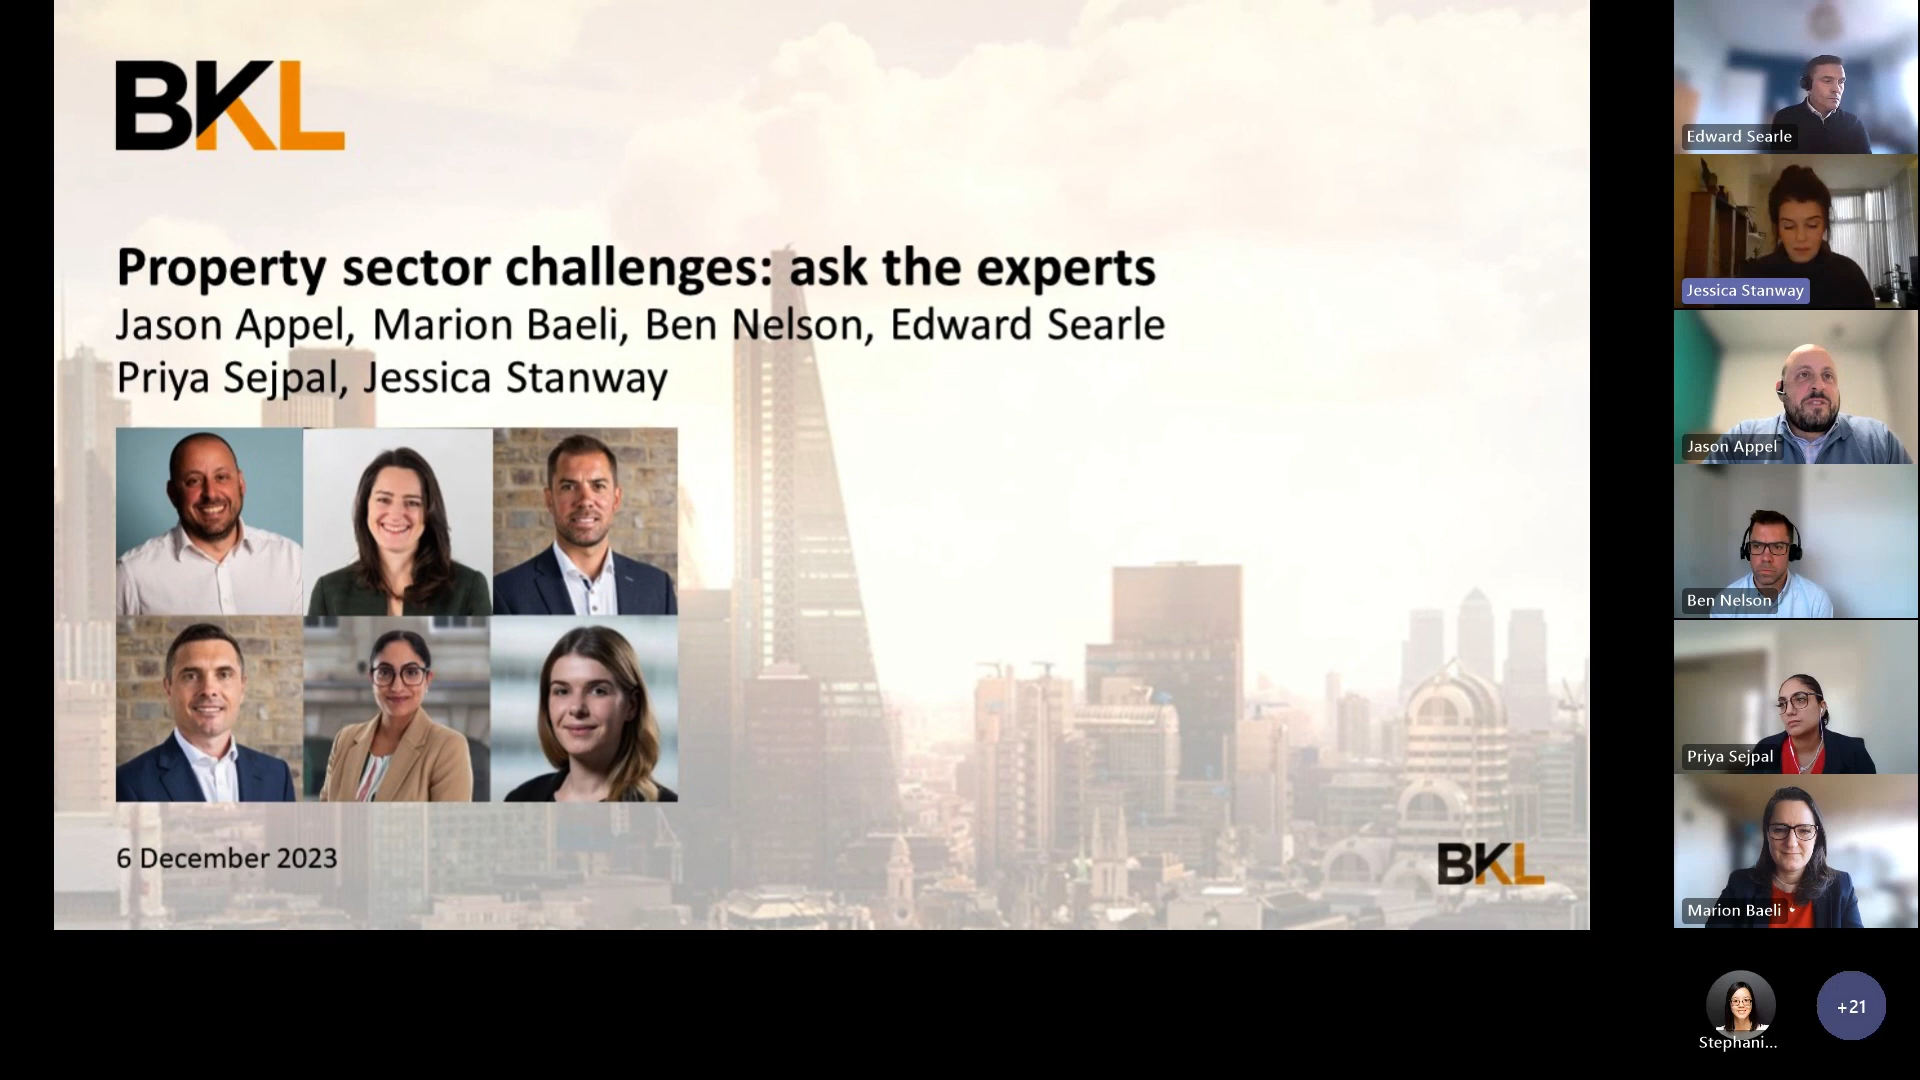 BKL
Property sector challenges: ask the experts
Jason Appel, Marion Baeli, Ben Nelson, Edward Searle
Priya Sejpal, Jessica Stanway
6 December 2023
BKL
Edward Searle
Jessica Stanway
Jason Appel
Ben Nelson
Priya Sejpal
Marion Baeli
Stephani...
+21